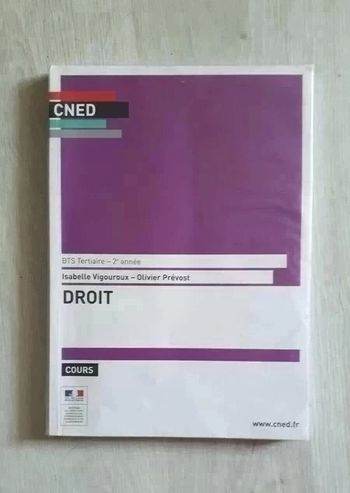 CNED
BTS Tertiaire – 2e année
Isabelle Vigouroux – Olivier Prévost
DROIT
COURS
www.cned.fr